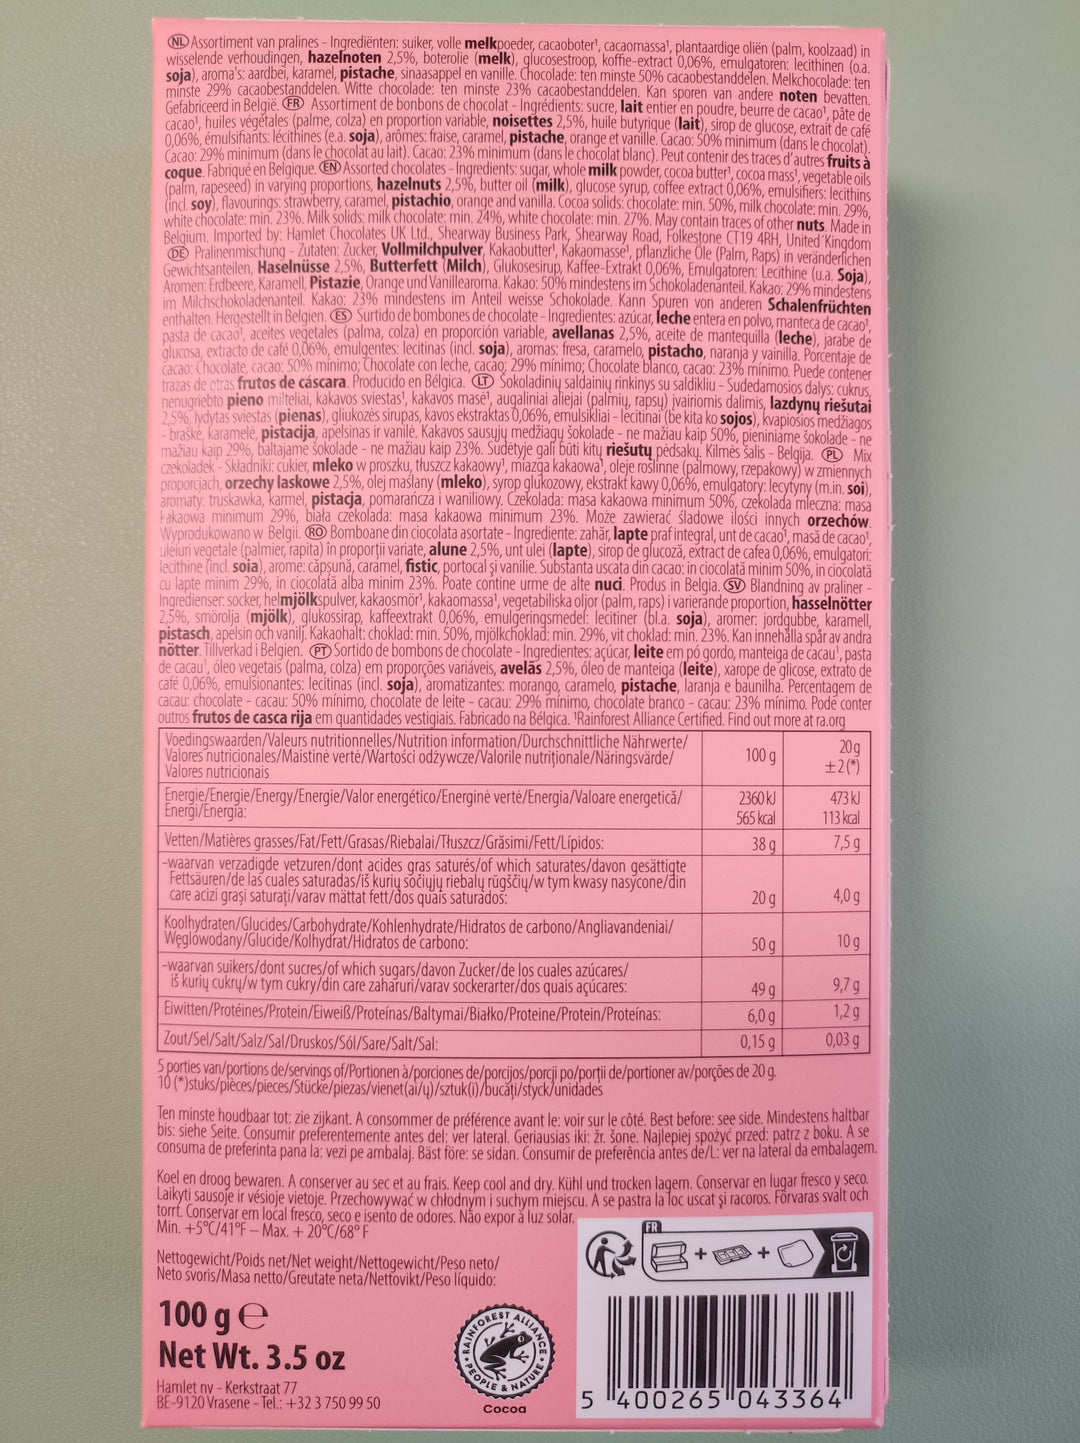 NL Assortiment van pralines - Ingrediënten: suiker, volle melkpoeder, cacaoboter¹, cacaomassa¹, plantaardige oliën (palm, koolzaad) in
wisselende verhoudingen, hazelnoten 2,5%, boterolie (melk), glucosestroop, koffie-extract 0,06%, emulgatoren: lecithinen (o.a.
soja), aroma's: aardbei, karamel, pistache, sinaasappel en vanille. Chocolade: ten minste 50% cacaobestanddelen. Melkchocolade: ten
minste 29% cacaobestanddelen. Witte chocolade: ten minste 23% cacaobestanddelen. Kan sporen van andere noten bevatten.
Gefabriceerd in België. FR Assortiment de bonbons de chocolat - Ingrédients: sucre, lait entier en poudre, beurre de cacao¹, pâte de
cacao¹, huiles végétales (palme, colza) en proportion variable, noisettes 2,5%, huile butyrique (lait), sirop de glucose, extrait de café
0,06%, émulsifiants: lécithines (e.a. soja), arômes: fraise, caramel, pistache, orange et vanille. Cacao: 50% minimum (dans le chocolat).
Cacao: 29% minimum (dans le chocolat au lait). Cacao: 23% minimum (dans le chocolat blanc). Peut contenir des traces d'autres fruits à
coque. Fabriqué en Belgique. EN Assorted chocolates - Ingredients: sugar, whole milk powder, cocoa butter¹, cocoa mass¹, vegetable oils
(palm, rapeseed) in varying proportions, hazelnuts 2,5%, butter oil (milk), glucose syrup, coffee extract 0,06%, emulsifiers: lecithins
(incl. soy), flavourings: strawberry, caramel, pistachio, orange and vanilla. Cocoa solids: chocolate: min. 50%, milk chocolate: min. 29%,
white chocolate: min. 23%. Milk solids: milk chocolate: min. 24%, white chocolate: min. 27%. May contain traces of other nuts. Made in
Belgium. Imported by: Hamlet Chocolates UK Ltd., Shearway Business Park, Shearway Road, Folkestone CT19 4RH, United Kingdom
DE Pralinenmischung - Zutaten: Zucker, Vollmilchpulver, Kakaobutter¹, Kakaomasse¹, pflanzliche Öle (Palm, Raps) in veränderlichen
Gewichtsanteilen, Haselnüsse 2,5%, Butterfett (Milch), Glukosesirup, Kaffee-Extrakt 0,06%, Emulgatoren: Lecithine (u.a. Soja),
Aromen: Erdbeere, Karamell, Pistazie, Orange und Vanillearoma. Kakao: 50% mindestens im Schokoladenanteil. Kakao: 29% mindestens
im Milchschokoladenanteil. Kakao: 23% mindestens im Anteil weisse Schokolade. Kann Spuren von anderen Schalenfrüchten
enthalten. Hergestellt in Belgien. ES Surtido de bombones de chocolate - Ingredientes: azúcar, leche entera en polvo, manteca de cacao¹,
pasta de cacao¹, aceites vegetales (palma, colza) en proporción variable, avellanas 2,5%, aceite de mantequilla (leche), jarabe de
glucosa, extracto de café 0,06%, emulgentes: lecitinas (incl. soja), aromas: fresa, caramelo, pistacho, naranja y vainilla. Porcentaje de
cacao: Chocolate, cacao: 50% mínimo; Chocolate con leche, cacao: 29% mínimo; Chocolate blanco, cacao: 23% mínimo. Puede contener
trazas de otras frutos de cáscara. Producido en Bélgica. LT Šokoladinių saldainių rinkinys su saldikliu - Sudedamosios dalys: cukrus,
nenugriebto pieno milteliai, kakavos sviestas¹, kakavos masė¹, augaliniai aliejai (palmių, rapsų) įvairiomis dalimis, lazdynų riešutai
2,5%, lydytas sviestas (pienas), gliukozės sirupas, kavos ekstraktas 0,06%, emulsikliai - lecitinai (be kita ko sojos), kvapiosios medžiagos
- braškė, karamelė, pistacija, apelsinas ir vanilė. Kakavos sausųjų medžiagų šokolade - ne mažiau kaip 50%, pieniniame šokolade - ne
mažiau kaip 29%, baltajame šokolade - ne mažiau kaip 23%. Sudėtyje gali būti kitų riešutų pėdsakų. Kilmės šalis - Belgija. PL Mix
czekoladek - Składniki: cukier, mleko w proszku, tłuszcz kakaowy¹, miazga kakaowa¹, oleje roślinne (palmowy, rzepakowy) w zmiennych
proporcjach, orzechy laskowe 2,5%, olej maślany (mleko), syrop glukozowy, ekstrakt kawy 0,06%, emulgatory: lecytyny (m.in. soi),
aromaty: truskawka, karmel, pistacja, pomarańcza i waniliowy. Czekolada: masa kakaowa minimum 50%, czekolada mleczna: masa
kakaowa minimum 29%, biała czekolada: masa kakaowa minimum 23%. Może zawierać śladowe ilości innych orzechów.
Wyprodukowano w Belgii. RO Bomboane din ciocolata asortate - Ingrediente: zahăr, lapte praf integral, unt de cacao¹, masă de cacao¹,
uleiuri vegetale (palmier, rapita) în proporții variate, alune 2,5%, unt ulei (lapte), sirop de glucoză, extract de cafea 0,06%, emulgatori:
lecithine (incl. soia), arome: căpșună, caramel, fistic, portocal și vanilie. Substanta uscata din cacao: in ciocolată minim 50%, in ciocolată
cu lapte minim 29%, in ciocolată alba minim 23%. Poate contine urme de alte nuci. Produs in Belgia. SV Blandning av praliner -
Ingredienser: socker, helmjölkspulver, kakaosmör¹, kakaomassa¹, vegetabiliska oljor (palm, raps) i varierande proportion, hasselnötter
2,5%, smörolja (mjölk), glukossirap, kaffeextrakt 0,06%, emulgeringsmedel: lecitiner (bl.a. soja), aromer: jordgubbe, karamell,
pistasch, apelsin och vanilj. Kakaohalt: choklad: min. 50%, mjölkchoklad: min. 29%, vit choklad: min. 23%. Kan innehålla spår av andra
nötter. Tillverkad i Belgien. PT Sortido de bombons de chocolate - Ingredientes: açúcar, leite em pó gordo, manteiga de cacau¹, pasta
de cacau¹, óleo vegetais (palma, colza) em proporções variáveis, avelãs 2,5%, óleo de manteiga (leite), xarope de glicose, extrato de
café 0,06%, emulsionantes: lecitinas (incl. soja), aromatizantes: morango, caramelo, pistache, laranja e baunilha. Percentagem de
cacau: chocolate - cacau: 50% mínimo, chocolate de leite - cacau: 29% mínimo, chocolate branco - cacau: 23% mínimo. Pode conter
outros frutos de casca rija em quantidades vestigiais. Fabricado na Bélgica. ¹Rainforest Alliance Certified. Find out more at ra.org
Voedingswaarden/Valeurs nutritionnelles/Nutrition information/Durchschnittliche Nährwerte/
Valores nutricionales/Maistinė vertė/Wartości odżywcze/Valorile nutriționale/Näringsvärde/
Valores nutricionais
100 g
20 g
±2 (*)
Energie/Energie/Energy/Energie/Valor energético/Energinė vertė/Energia/Valoare energetică/
Energi/Energia:
2360 kJ
565 kcal
473 kJ
113 kcal
Vetten/Matières grasses/Fat/Fett/Grasas/Riebalai/Tłuszcz/Grăsimi/Fett/Lípidos:
38 g
7,5 g
-waarvan verzadigde vetzuren/dont acides gras saturés/of which saturates/davon gesättigte
Fettsäuren/de las cuales saturadas/iš kurių sočiųjų riebalų rūgščių/w tym kwasy nasycone/din
care acizi grași saturați/varav mättat fett/dos quais saturados:
20 g
4,0 g
Koolhydraten/Glucides/Carbohydrate/Kohlenhydrate/Hidratos de carbono/Angliavandeniai/
Węglowodany/Glucide/Kolhydrat/Hidratos de carbono:
50 g
10 g
-waarvan suikers/dont sucres/of which sugars/davon Zucker/de los cuales azúcares/
iš kurių cukrų/w tym cukry/din care zaharuri/varav sockerarter/dos quais açúcares:
49 g
9,7 g
Eiwitten/Protéines/Protein/Eiweiß/Proteínas/Baltymai/Białko/Proteine/Protein/Proteínas:
6,0 g
1,2 g
Zout/Sel/Salt/Salz/Sal/Druskos/Sól/Sare/Salt/Sal:
0,15 g
0,03 g
5 porties van/portions de/servings of/Portionen à/porciones de/porcijos/porcji po/porții de/portioner av/porções de 20 g.
10 (*)stuks/pièces/pieces/Stücke/piezas/vienet(ai/ų)/sztuk(i)/bucăți/styck/unidades
Ten minste houdbaar tot: zie zijkant. A consommer de préférence avant le: voir sur le côté. Best before: see side. Mindestens haltbar
bis: siehe Seite. Consumir preferentemente antes del: ver lateral. Geriausias iki: žr. šone. Najlepiej spożyć przed: patrz z boku. A se
consuma de preferinta pana la: vezi pe ambalaj. Bäst före: se sidan. Consumir de preferência antes de/L: ver na lateral da embalagem.
Koel en droog bewaren. A conserver au sec et au frais. Keep cool and dry. Kühl und trocken lagern. Conservar en lugar fresco y seco.
Laikyti sausoje ir vėsioje vietoje. Przechowywać w chłodnym i suchym miejscu. A se pastra la loc uscat și racoros. Förvaras svalt och
torrt. Conservar em local fresco, seco e isento de odores. Não expor à luz solar.
Min. +5°C/41°F – Max. + 20°C/68° F
Nettogewicht/Poids net/Net weight/Nettogewicht/Peso neto/
Neto svoris/Masa netto/Greutate neta/Nettovikt/Peso líquido:
100 g ℮
Net Wt. 3.5 oz
Hamlet nv - Kerkstraat 77
BE-9120 Vrasene - Tel.: +32 3 750 99 50
RAINFOREST ALLIANCE
PEOPLE & NATURE
Cocoa
FR
+ +
5 400265 043364